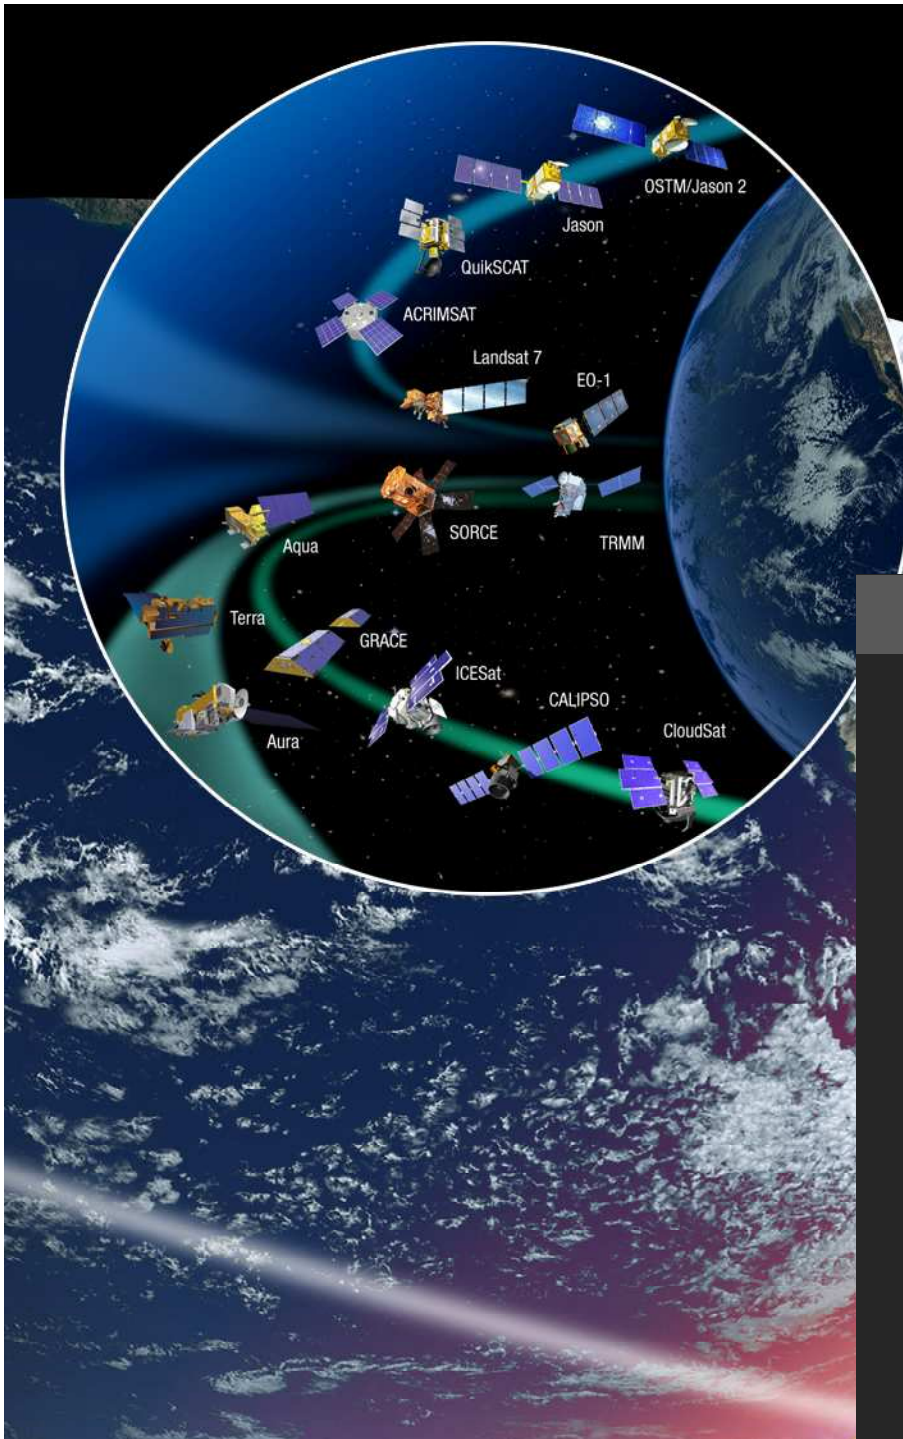 OSTM/Jason 2
Jason
QuikSCAT
ACRIMSAT
Landsat 7
EO-1
SORCE
TRMM
Aqua
Terra
GRACE
ICESat
CALIPSO
CloudSat
Aura